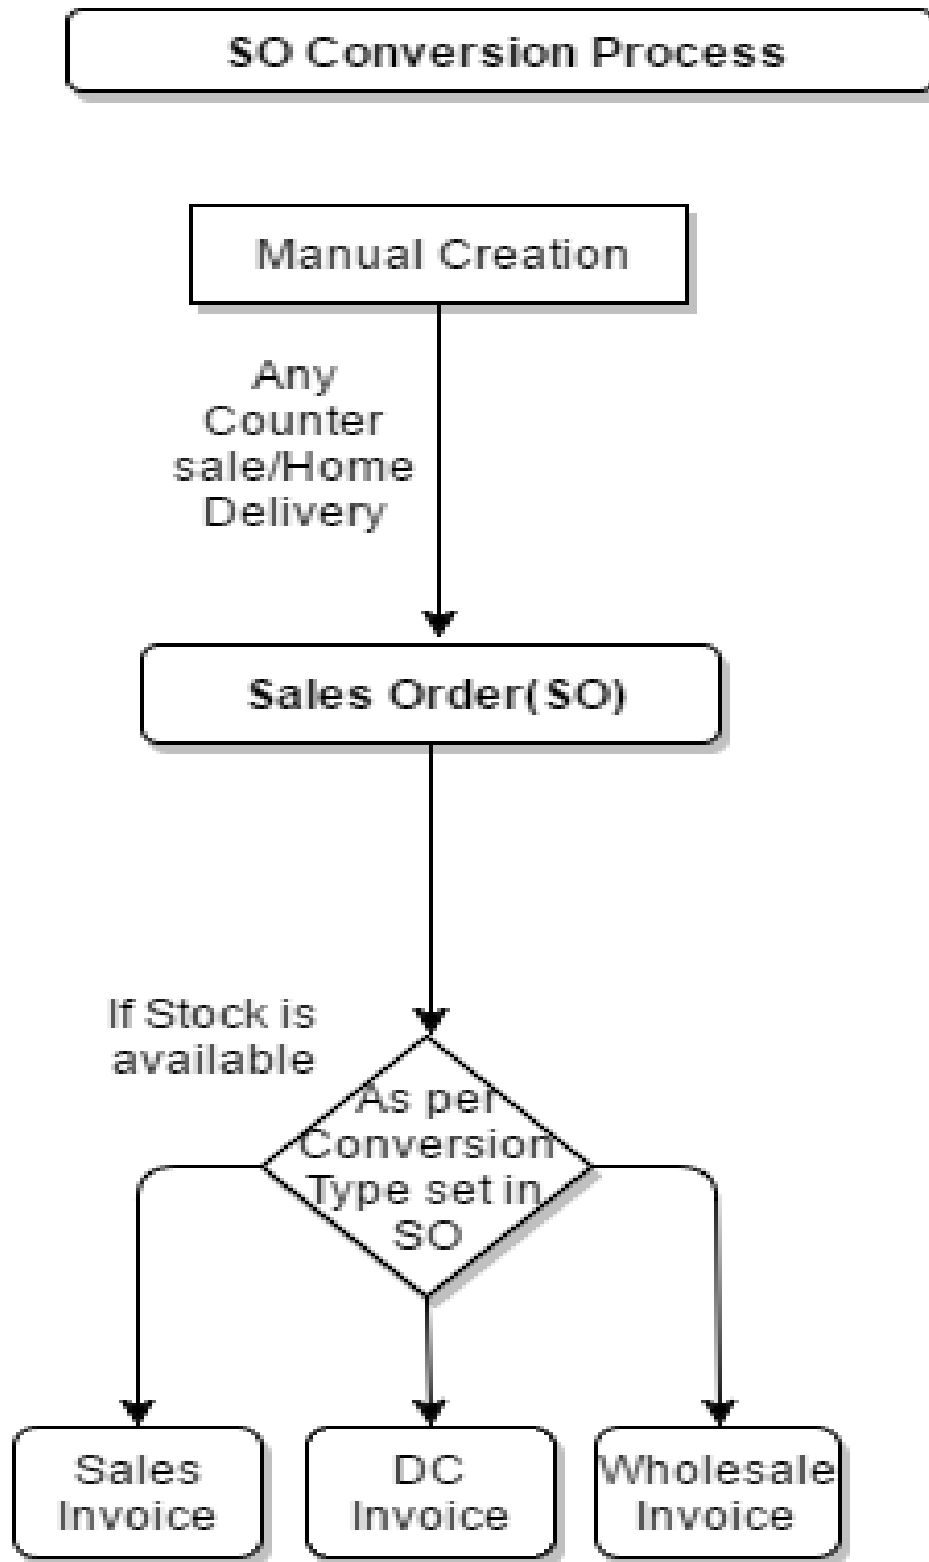 SO Conversion Process
Manual Creation
Any
Counter
sale/Home
Delivery
Sales Order(SO)
If Stock is
available
As per
Conversion
Type set in
SO
Sales
Invoice
DC
Invoice
Wholesale
Invoice